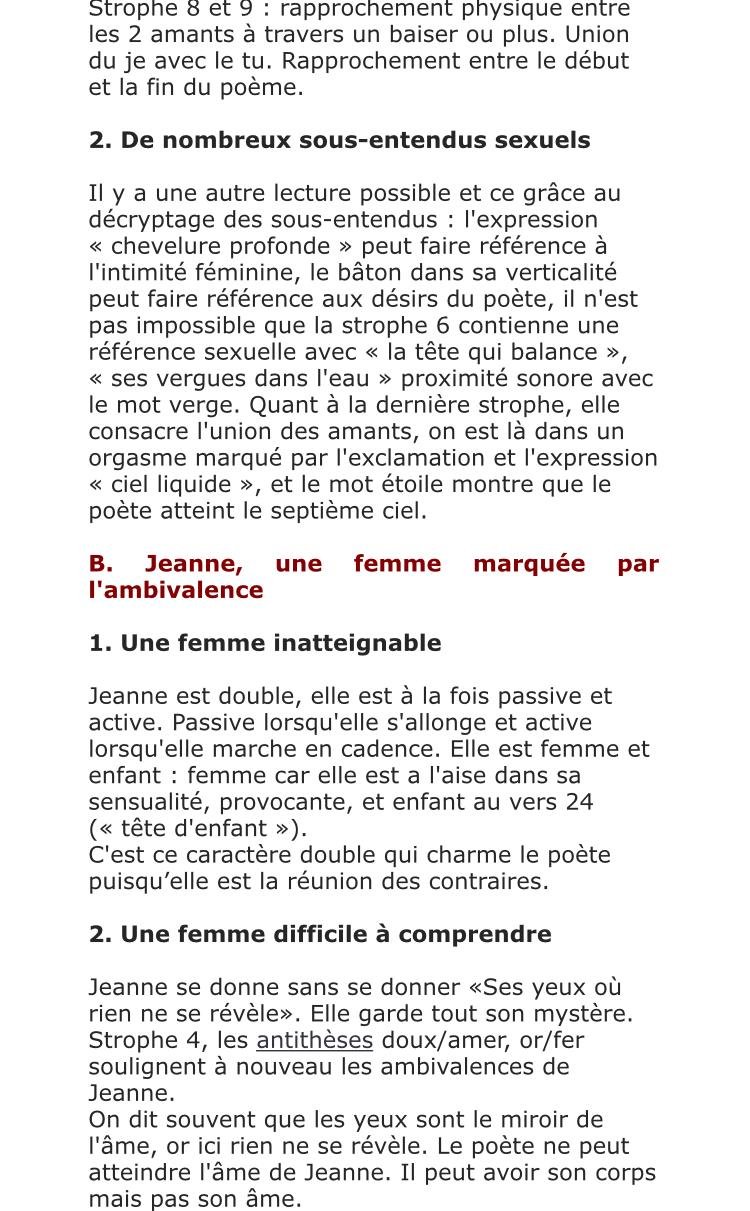 Strophe 8 et 9 : rapprochement physique entre
les 2 amants à travers un baiser ou plus. Union
du je avec le tu. Rapprochement entre le début
et la fin du poème.
2. De nombreux sous-entendus sexuels
Il y a une autre lecture possible et ce grâce au
décryptage des sous-entendus : l'expression
« chevelure profonde » peut faire référence à
l'intimité féminine, le bâton dans sa verticalité
peut faire référence aux désirs du poète, il n'est
pas impossible que la strophe 6 contienne une
référence sexuelle avec « la tête qui balance »,
« ses vergues dans l'eau » proximité sonore avec
le mot verge. Quant à la dernière strophe, elle
consacre l'union des amants, on est là dans un
orgasme marqué par l'exclamation et l'expression
« ciel liquide », et le mot étoile montre que le
poète atteint le septième ciel.
B. Jeanne, une femme marquée par
l'ambivalence
1. Une femme inatteignable
Jeanne est double, elle est à la fois passive et
active. Passive lorsqu'elle s'allonge et active
lorsqu'elle marche en cadence. Elle est femme et
enfant : femme car elle est a l'aise dans sa
sensualité, provocante, et enfant au vers 24
(« tête d'enfant »).
C'est ce caractère double qui charme le poète
puisqu’elle est la réunion des contraires.
2. Une femme difficile à comprendre
Jeanne se donne sans se donner «Ses yeux où
rien ne se révèle». Elle garde tout son mystère.
Strophe 4, les antithèses doux/amer, or/fer
soulignent à nouveau les ambivalences de
Jeanne.
On dit souvent que les yeux sont le miroir de
l'âme, or ici rien ne se révèle. Le poète ne peut
atteindre l'âme de Jeanne. Il peut avoir son corps
mais pas son âme.